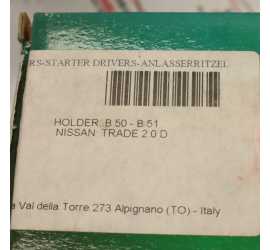 RS-STARTER DRIVERS-ANLASSERRITZEL
HOLDER: B 50 - B 51
NISSAN TRADE 2.0 D
a Val della Torre 273 Alpignano (TO) - Italy